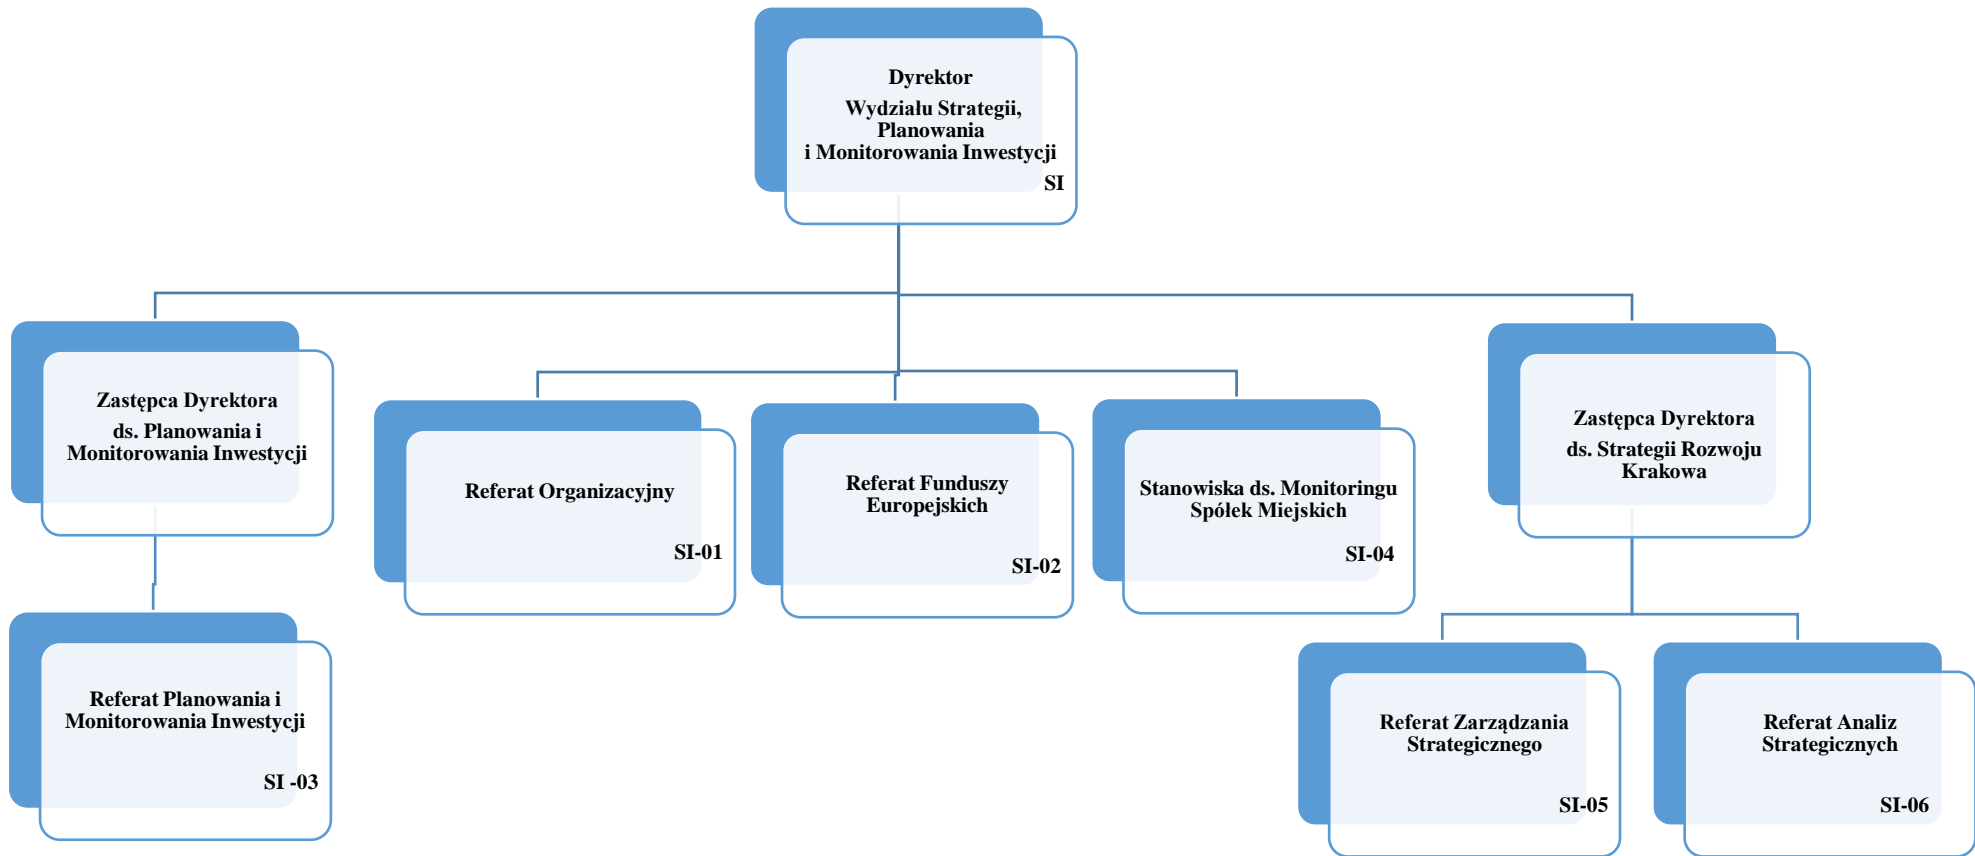 Dyrektor
Wydziału Strategii,
Planowania
i Monitorowania Inwestycji
SI
Zastępca Dyrektora
ds. Planowania i
Monitorowania Inwestycji
Referat Organizacyjny
SI-01
Referat Funduszy
Europejskich
SI-02
Stanowiska ds. Monitoringu
Spółek Miejskich
SI-04
Zastępca Dyrektora
ds. Strategii Rozwoju
Krakowa
Referat Planowania i
Monitorowania Inwestycji
SI -03
Referat Zarządzania
Strategicznego
SI-05
Referat Analiz
Strategicznych
SI-06